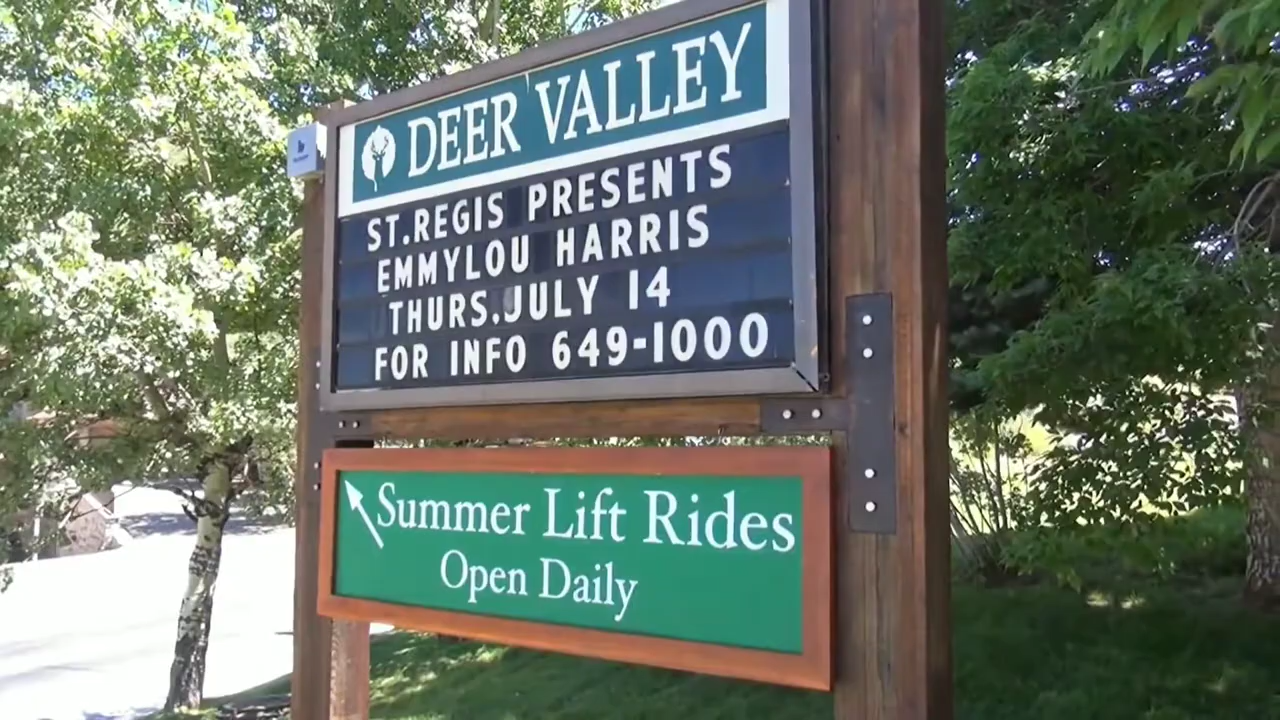 DEER VALLEY
ST.REGIS PRESENTS
EMMYLOU HARRIS
THURS.JULY 14
FOR INFO 649-1000
Summer Lift Rides
Open Daily